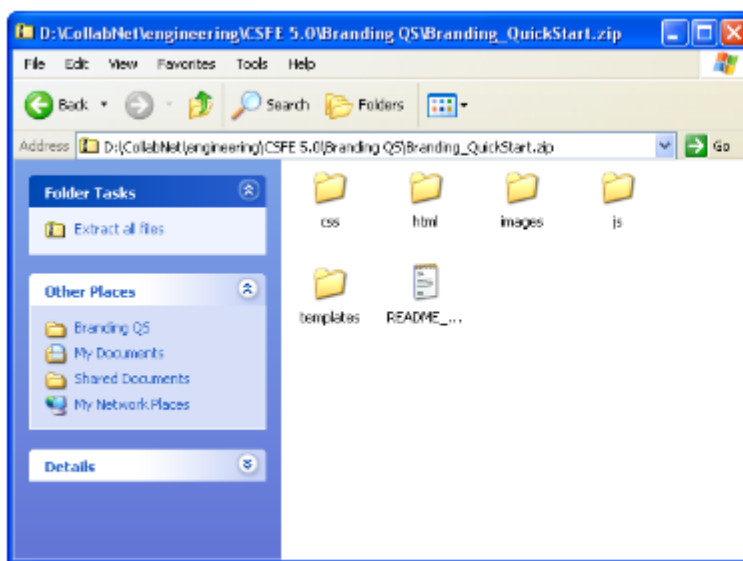 D:\CollabNet\engineering\CSFE 5.0\Branding QS\Branding_QuickStart.zip
File Edit View Favorites Tools Help
Back Search Folders
Address D:\CollabNet\engineering\CSFE 5.0\Branding QS\Branding_QuickStart.zip Go
Folder Tasks
Extract all files
Other Places
Branding QS
My Documents
Shared Documents
My Network Places
Details
css html images js
templates README_...